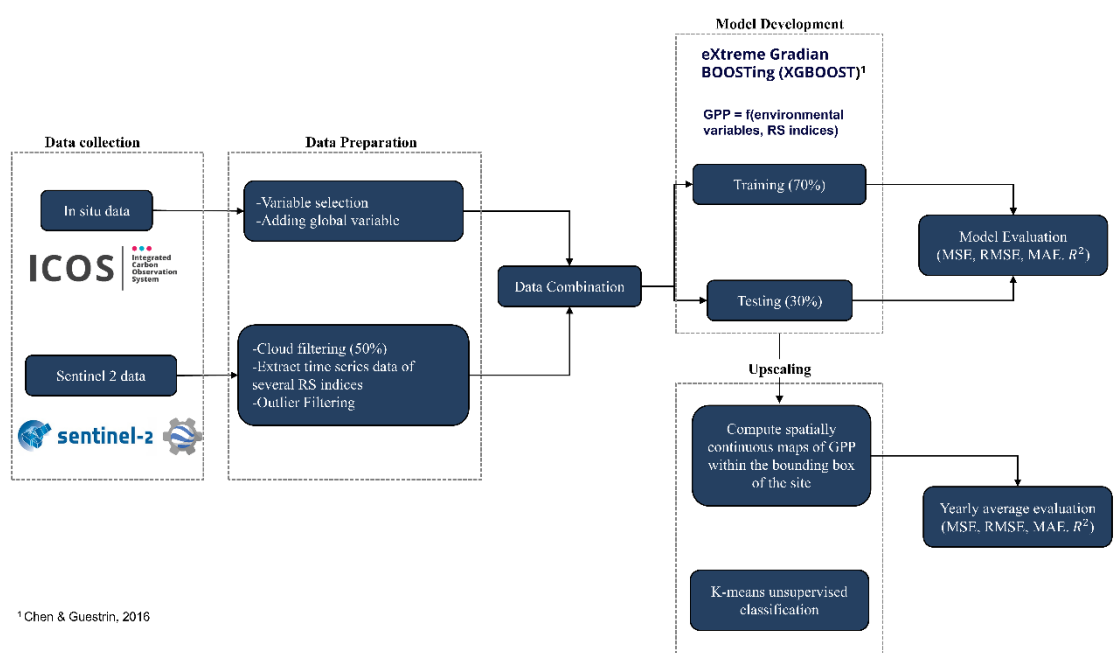 Data collection
In situ data
ICOS
Integrated
Carbon
Observation
System
Sentinel 2 data
sentinel-2
Data Preparation
-Variable selection
-Adding global variable
-Cloud filtering (50%)
-Extract time series data of
several RS indices
-Outlier Filtering
Data Combination
Model Development
eXtreme Gradian
BOOSTing (XGBOOST)¹
GPP = f(environmental
variables, RS indices)
Training (70%)
Testing (30%)
Model Evaluation
(MSE, RMSE, MAE. R²)
Upscaling
Compute spatially
continuous maps of GPP
within the bounding box
of the site
Yearly average evaluation
(MSE, RMSE, MAE. R²)
K-means unsupervised
classification
¹ Chen & Guestrin, 2016